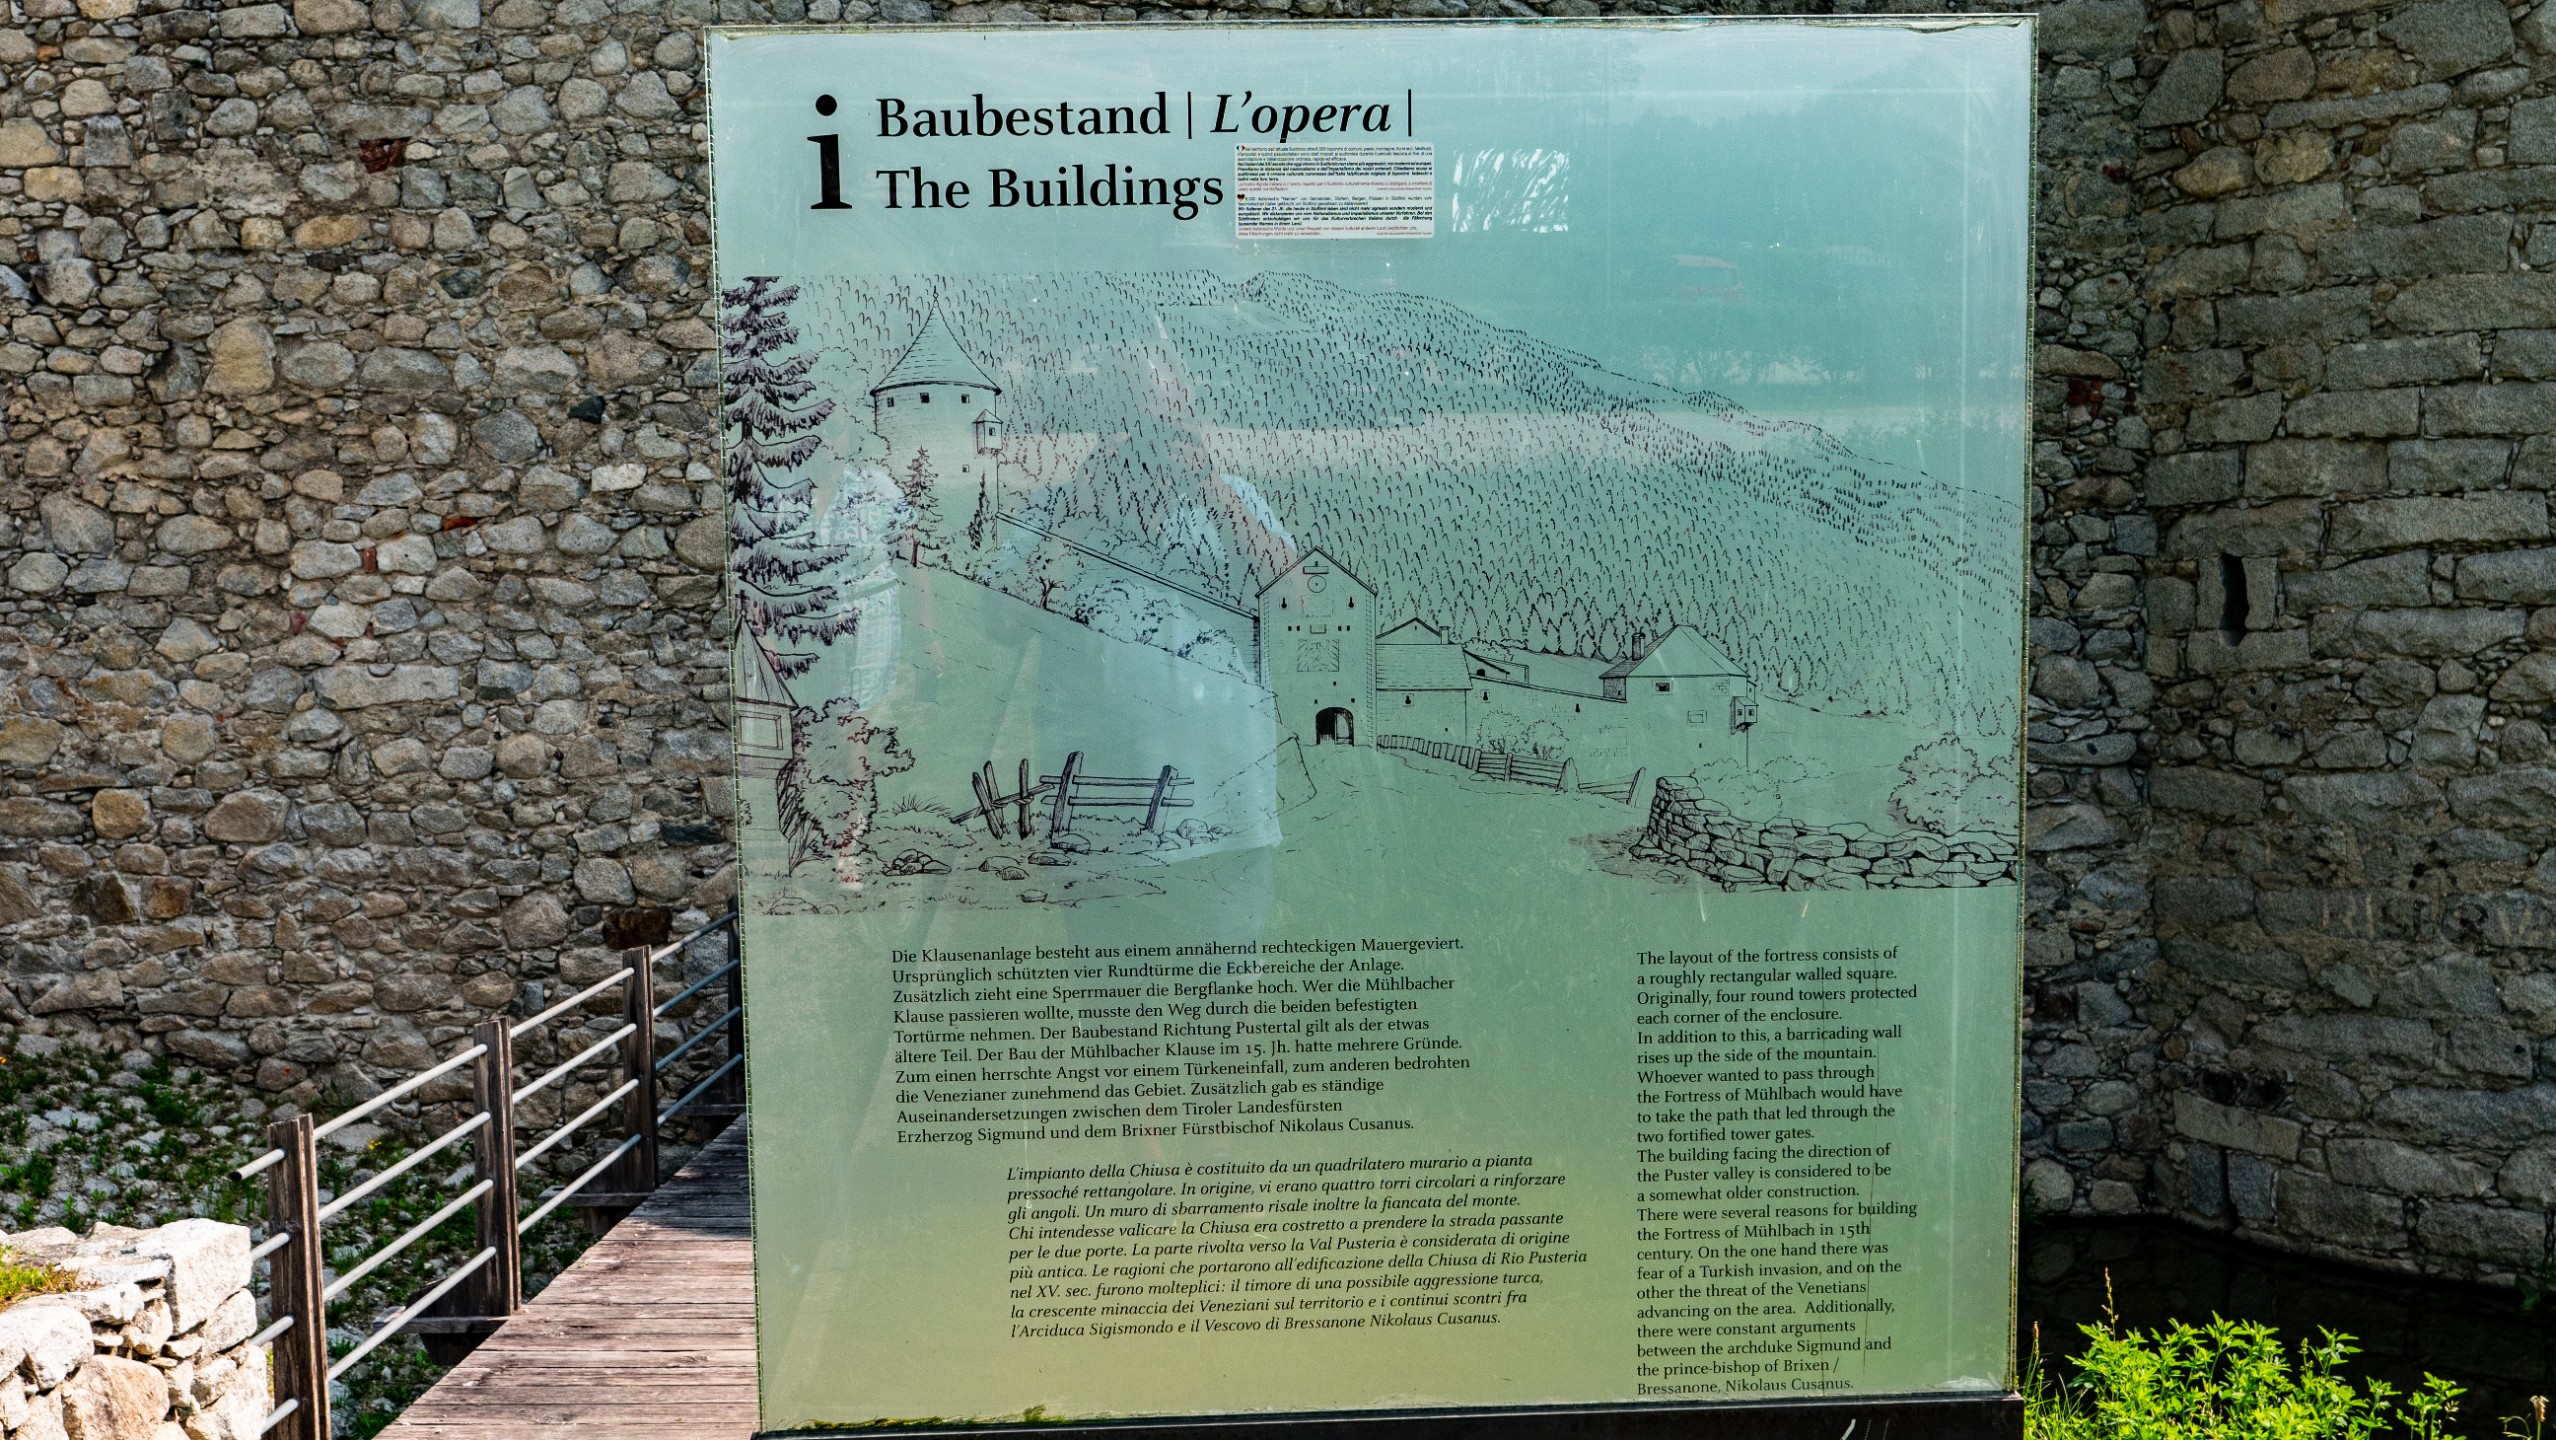 i
Baubestand | L'opera |
The Buildings
Die Klausenanlage besteht aus einem annähernd rechteckigen Mauergeviert.
Ursprünglich schützten vier Rundtürme die Eckbereiche der Anlage.
Zusätzlich zieht eine Sperrmauer die Bergflanke hoch. Wer die Mühlbacher
Klause passieren wollte, musste den Weg durch die beiden befestigten
Tortürme nehmen. Der Baubestand Richtung Pustertal gilt als der etwas
ältere Teil. Der Bau der Mühlbacher Klause im 15. Jh. hatte mehrere Gründe.
Zum einen herrschte Angst vor einem Türkeneinfall, zum anderen bedrohten
die Venezianer zunehmend das Gebiet. Zusätzlich gab es ständige
Auseinandersetzungen zwischen dem Tiroler Landesfürsten
Erzherzog Sigmund und dem Brixner Fürstbischof Nikolaus Cusanus.
L'impianto della Chiusa è costituito da un quadrilatero murario a pianta
pressoché rettangolare. In origine, vi erano quattro torri circolari a rinforzare
gli angoli. Un muro di sbarramento risale inoltre la fiancata del monte.
Chi intendesse valicare la Chiusa era costretto a prendere la strada passante
per le due porte. La parte rivolta verso la Val Pusteria è considerata di origine
più antica. Le ragioni che portarono all'edificazione della Chiusa di Rio Pusteria
nel XV. sec. furono molteplici: il timore di una possibile aggressione turca,
la crescente minaccia dei Veneziani sul territorio e i continui scontri fra
l'Arciduca Sigismondo e il Vescovo di Bressanone Nikolaus Cusanus.
The layout of the fortress consists of
a roughly rectangular walled square.
Originally, four round towers protected
each corner of the enclosure.
In addition to this, a barricading wall
rises up the side of the mountain.
Whoever wanted to pass through
the Fortress of Mühlbach would have
to take the path that led through the
two fortified tower gates.
The building facing the direction of
the Puster valley is considered to be
a somewhat older construction.
There were several reasons for building
the Fortress of Mühlbach in 15th
century. On the one hand there was
fear of a Turkish invasion, and on the
other the threat of the Venetians
advancing on the area. Additionally,
there were constant arguments
between the archduke Sigmund and
the prince-bishop of Brixen /
Bressanone, Nikolaus Cusanus.